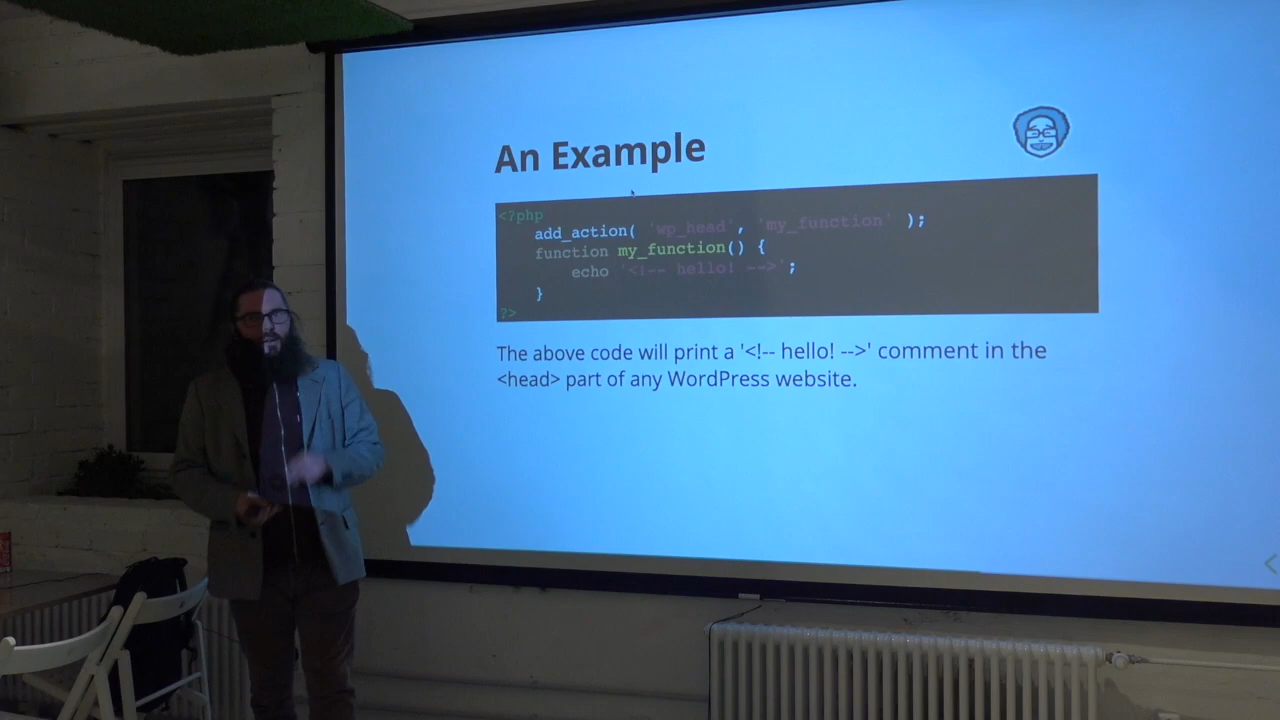 An Example
<?php
add_action( 'wp_head', 'my_function' );
function my_function() {
echo '<!-- hello! -->';
}
?>
The above code will print a '<!-- hello! -->' comment in the
<head> part of any WordPress website.